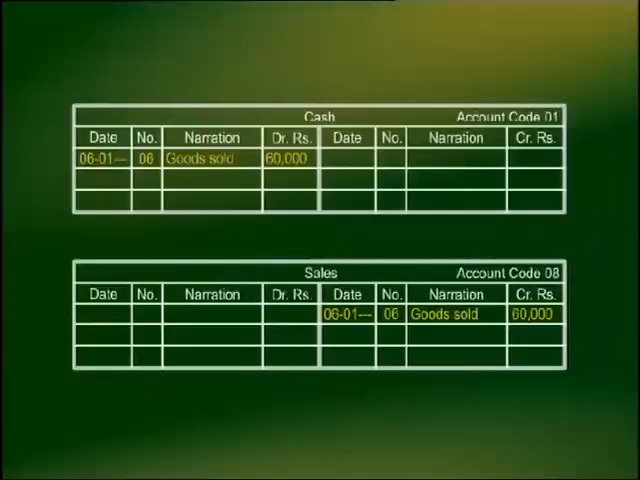 Cash Account Code 01
Date No. Narration Dr. Rs. Date No. Narration Cr. Rs.
06-01--- 06 Goods sold 60,000
Sales Account Code 08
Date No. Narration Dr. Rs. Date No. Narration Cr. Rs.
06-01--- 06 Goods sold 60,000